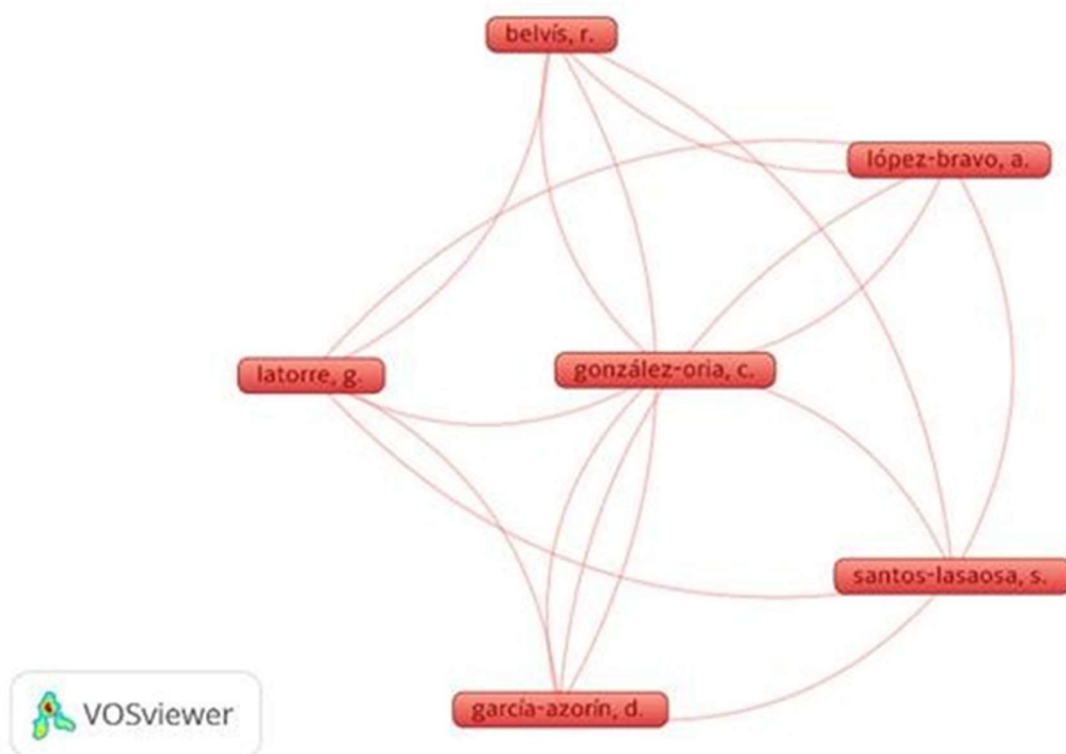 belvís, r.
lópez-bravo, a.
latorre, g.
gonzález-oria, c.
santos-lasaosa, s.
garcía-azorín, d.
VOSviewer